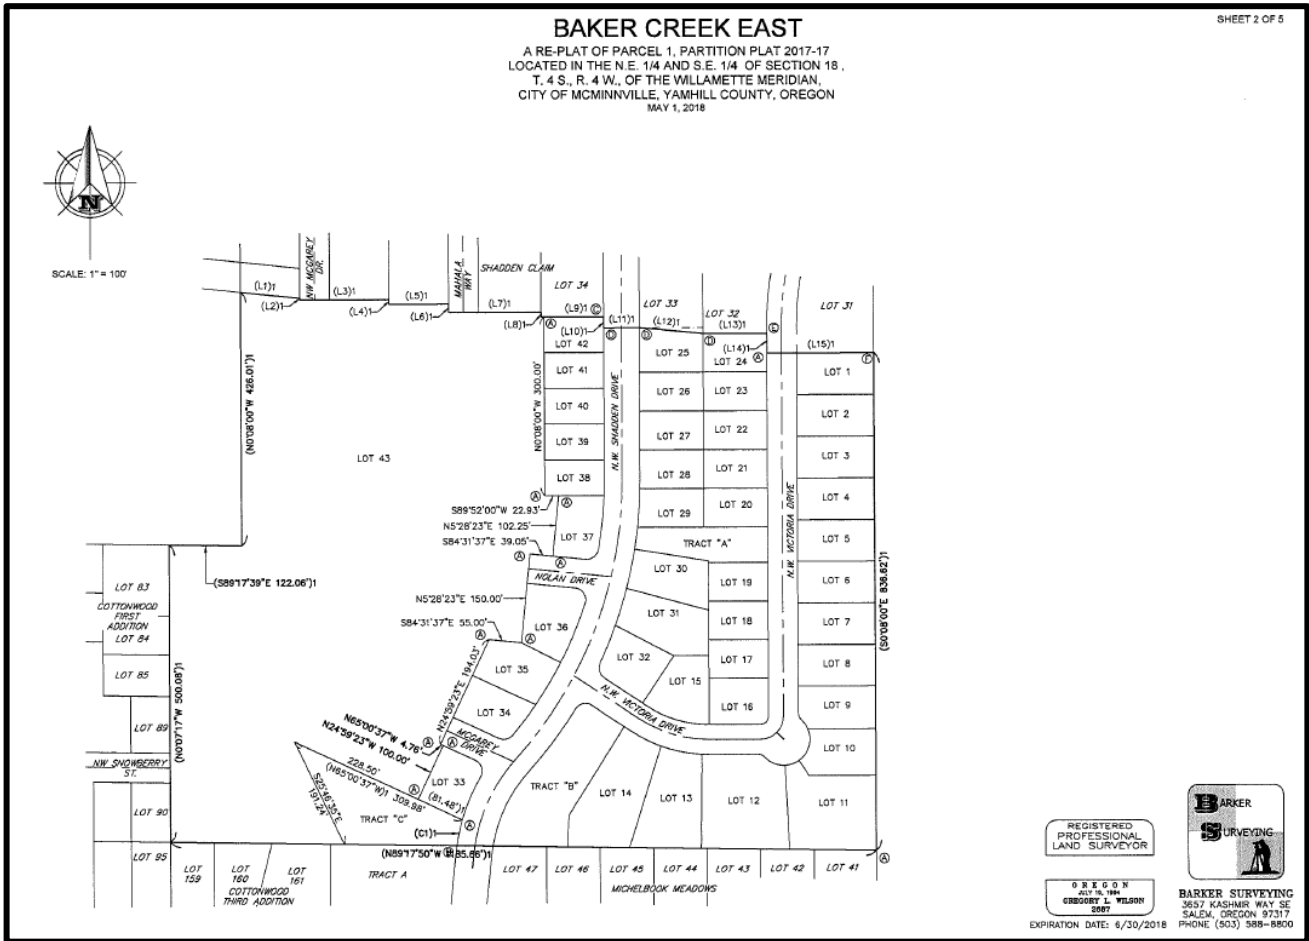 SHEET 2 OF 5
BAKER CREEK EAST
A RE-PLAT OF PARCEL 1, PARTITION PLAT 2017-17
LOCATED IN THE N.E. 1/4 AND S.E. 1/4 OF SECTION 18,
T. 4 S., R. 4 W., OF THE WILLAMETTE MERIDIAN,
CITY OF MCMINNVILLE, YAMHILL COUNTY, OREGON
MAY 1, 2018
N
SCALE: 1" = 100'
NW MCGAREY
DR.
MAHALA
WAY
SHADDEN CLAIM
LOT 34
LOT 33
LOT 32
LOT 31
(L1)1
(L2)1
(L3)1
(L4)1
(L5)1
(L6)1
(L7)1
(L8)1
(L9)1
C
(L10)1
(L11)1
(L12)1
(L13)1
(L14)1
(L15)1
A
D
D
D
E
A
F
LOT 42
LOT 41
LOT 40
LOT 39
LOT 38
LOT 37
N0°08'00"W 300.00'
N.W. SHADDEN DRIVE
LOT 25
LOT 26
LOT 27
LOT 28
LOT 29
LOT 24
LOT 23
LOT 22
LOT 21
LOT 20
TRACT "A"
N.W. VICTORIA DRIVE
LOT 1
LOT 2
LOT 3
LOT 4
LOT 5
LOT 6
LOT 7
LOT 8
LOT 9
LOT 10
LOT 11
(S0°08'00"E 838.62')1
(N0°08'00"W 426.01')1
LOT 43
A
A
S89°52'00"W 22.93'
N5°28'23"E 102.25'
S84°31'37"E 39.05'
A
A
NOLAN DRIVE
N5°28'23"E 150.00'
S84°31'37"E 55.00'
A
A
LOT 36
LOT 35
LOT 34
LOT 30
LOT 31
LOT 32
LOT 19
LOT 18
LOT 17
LOT 15
LOT 16
N.W. VICTORIA DRIVE
(S89°17'39"E 122.06')1
LOT 83
COTTONWOOD
FIRST
ADDITION
LOT 84
LOT 85
LOT 89
NW SNOWBERRY
ST.
LOT 90
LOT 95
(N0°07'17"W 500.08')1
N24°59'23"E 194.03'
N65°00'37"W 4.76'
N24°59'23"W 100.00'
A
A
MCGAREY
DRIVE
LOT 33
228.50'
(N65°00'37"W)1 309.98'
A
(81.48')1
A
S25°46'35"E
191.24'
TRACT "C"
(C1)1
TRACT "B"
LOT 14
LOT 13
LOT 12
A
LOT
159
LOT
160
LOT
161
COTTONWOOD
THIRD ADDITION
TRACT A
LOT 47
LOT 46
LOT 45
LOT 44
LOT 43
LOT 42
LOT 41
MICHELBOOK MEADOWS
REGISTERED
PROFESSIONAL
LAND SURVEYOR
OREGON
JULY 15, 1994
GREGORY L. WILSON
2687
EXPIRATION DATE: 6/30/2018
BARKER
SURVEYING
BARKER SURVEYING
3657 KASHMIR WAY SE
SALEM, OREGON 97317
PHONE (503) 588-8800